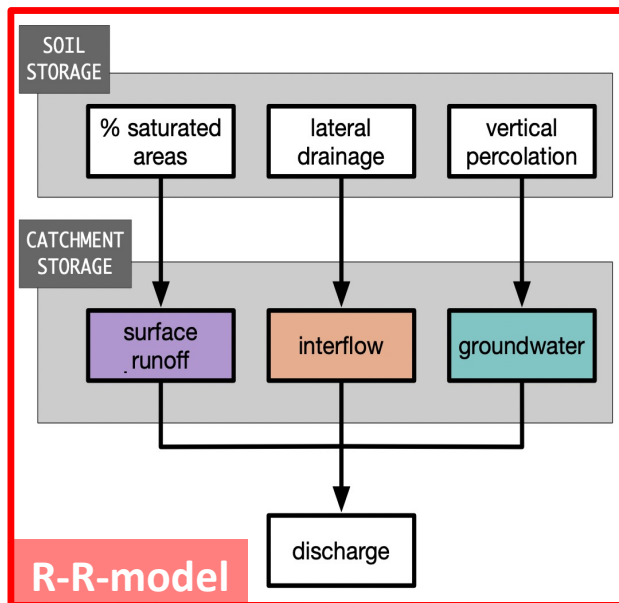 SOIL
STORAGE
% saturated
areas
lateral
drainage
vertical
percolation
CATCHMENT
STORAGE
surface
runoff
interflow
groundwater
discharge
R-R-model